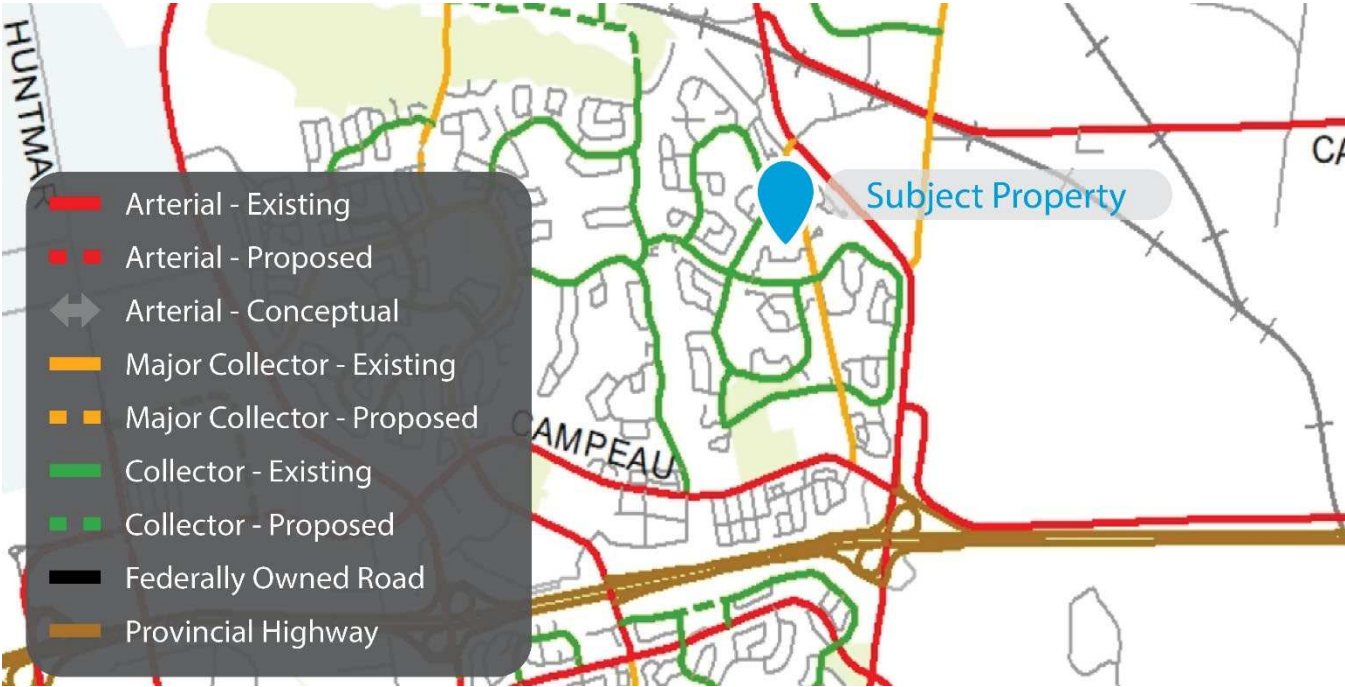 HUNTMAR
CA
Subject Property
Arterial - Existing
Arterial - Proposed
Arterial - Conceptual
Major Collector - Existing
Major Collector - Proposed
Collector - Existing
Collector - Proposed
Federally Owned Road
Provincial Highway
CAMPEAU